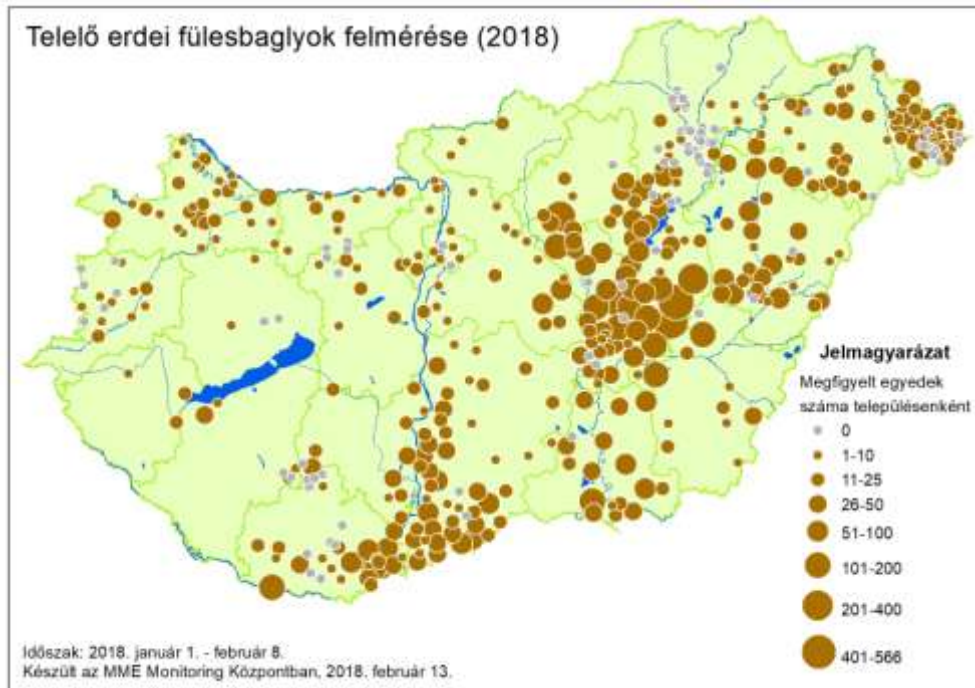 Telelő erdei fülesbaglyok felmérése (2018)
Jelmagyarázat
Megfigyelt egyedek
száma településenként
0
1-10
11-25
26-50
51-100
101-200
201-400
401-566
Időszak: 2018. január 1. - február 8.
Készült az MME Monitoring Központban, 2018. február 13.